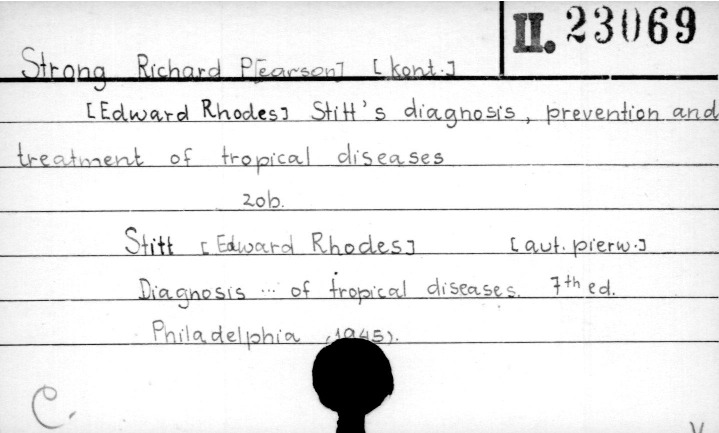 II. 23069
Strong Richard P[earson] [kont.]
[Edward Rhodes] Stitt's diagnosis, prevention and
treatment of tropical diseases
zob.
Stitt [Edward Rhodes] [aut. pierw.]
Diagnosis ... of tropical diseases. 7th ed.
Philadelphia (1945).
C.
V